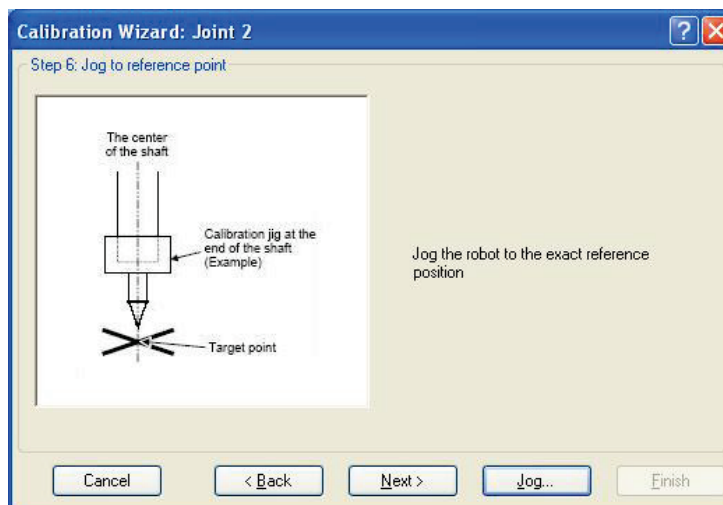 Calibration Wizard: Joint 2
Step 6: Jog to reference point
The center
of the shaft
Calibration jig at the
end of the shaft
(Example)
Target point
Jog the robot to the exact reference
position
Cancel
< Back
Next >
Jog...
Finish